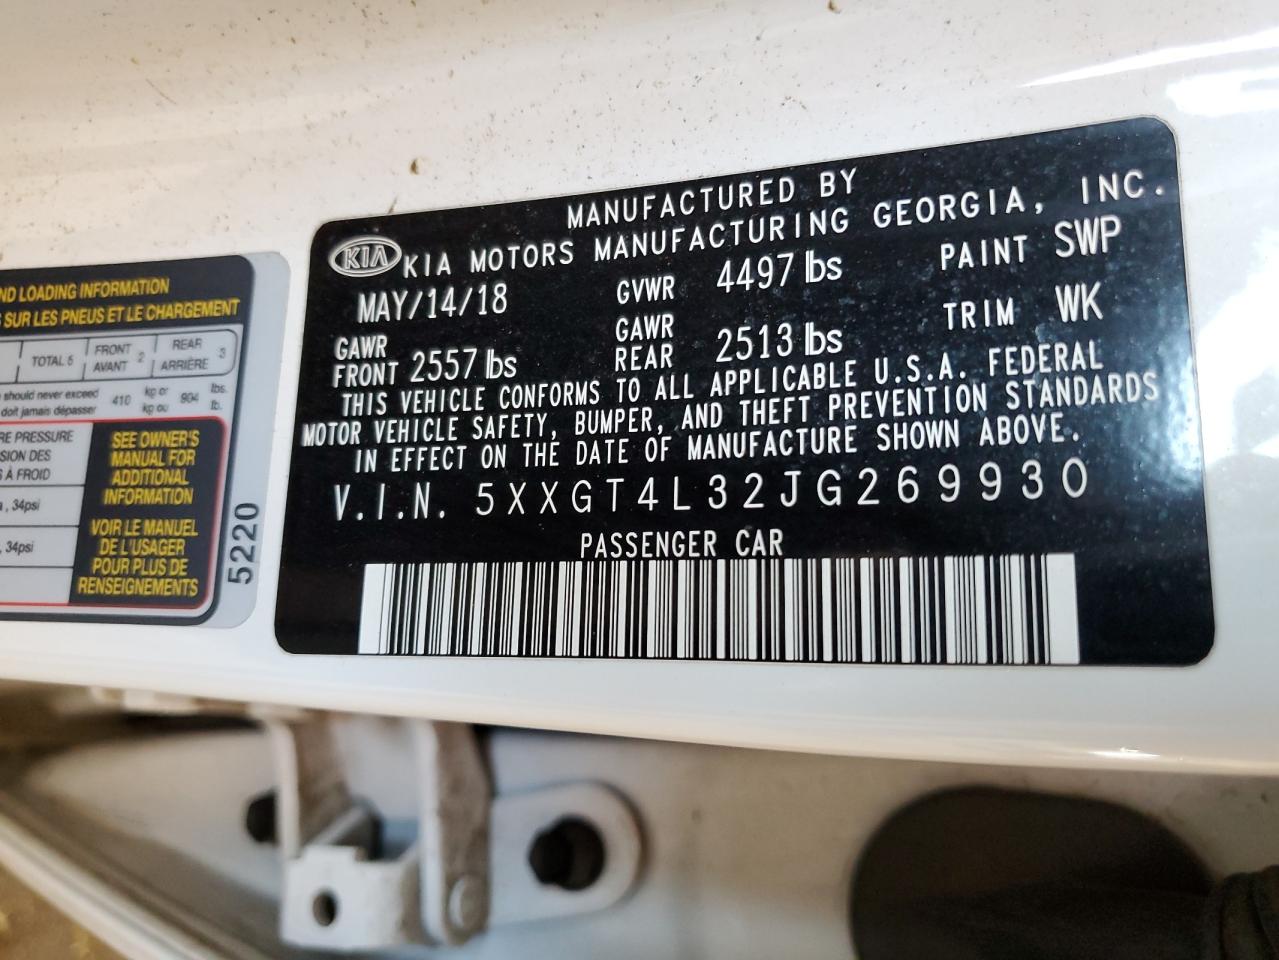 ND LOADING INFORMATION
SUR LES PNEUS ET LE CHARGEMENT
TOTAL 5
FRONT
AVANT
2
REAR
ARRIÈRE
3
should never exceed
doit jamais dépasser
410
kg or
kg ou
904
lbs.
lb.
RE PRESSURE
SION DES
À FROID
, 34psi
, 34psi
SEE OWNER'S
MANUAL FOR
ADDITIONAL
INFORMATION
VOIR LE MANUEL
DE L'USAGER
POUR PLUS DE
RENSEIGNEMENTS
5220
MANUFACTURED BY
KIA KIA MOTORS MANUFACTURING GEORGIA, INC.
MAY/14/18 GVWR 4497 lbs PAINT SWP
GAWR
FRONT 2557 lbs
GAWR
REAR 2513 lbs
TRIM WK
THIS VEHICLE CONFORMS TO ALL APPLICABLE U.S.A. FEDERAL
MOTOR VEHICLE SAFETY, BUMPER, AND THEFT PREVENTION STANDARDS
IN EFFECT ON THE DATE OF MANUFACTURE SHOWN ABOVE.
V.I.N. 5XXGT4L32JG269930
PASSENGER CAR